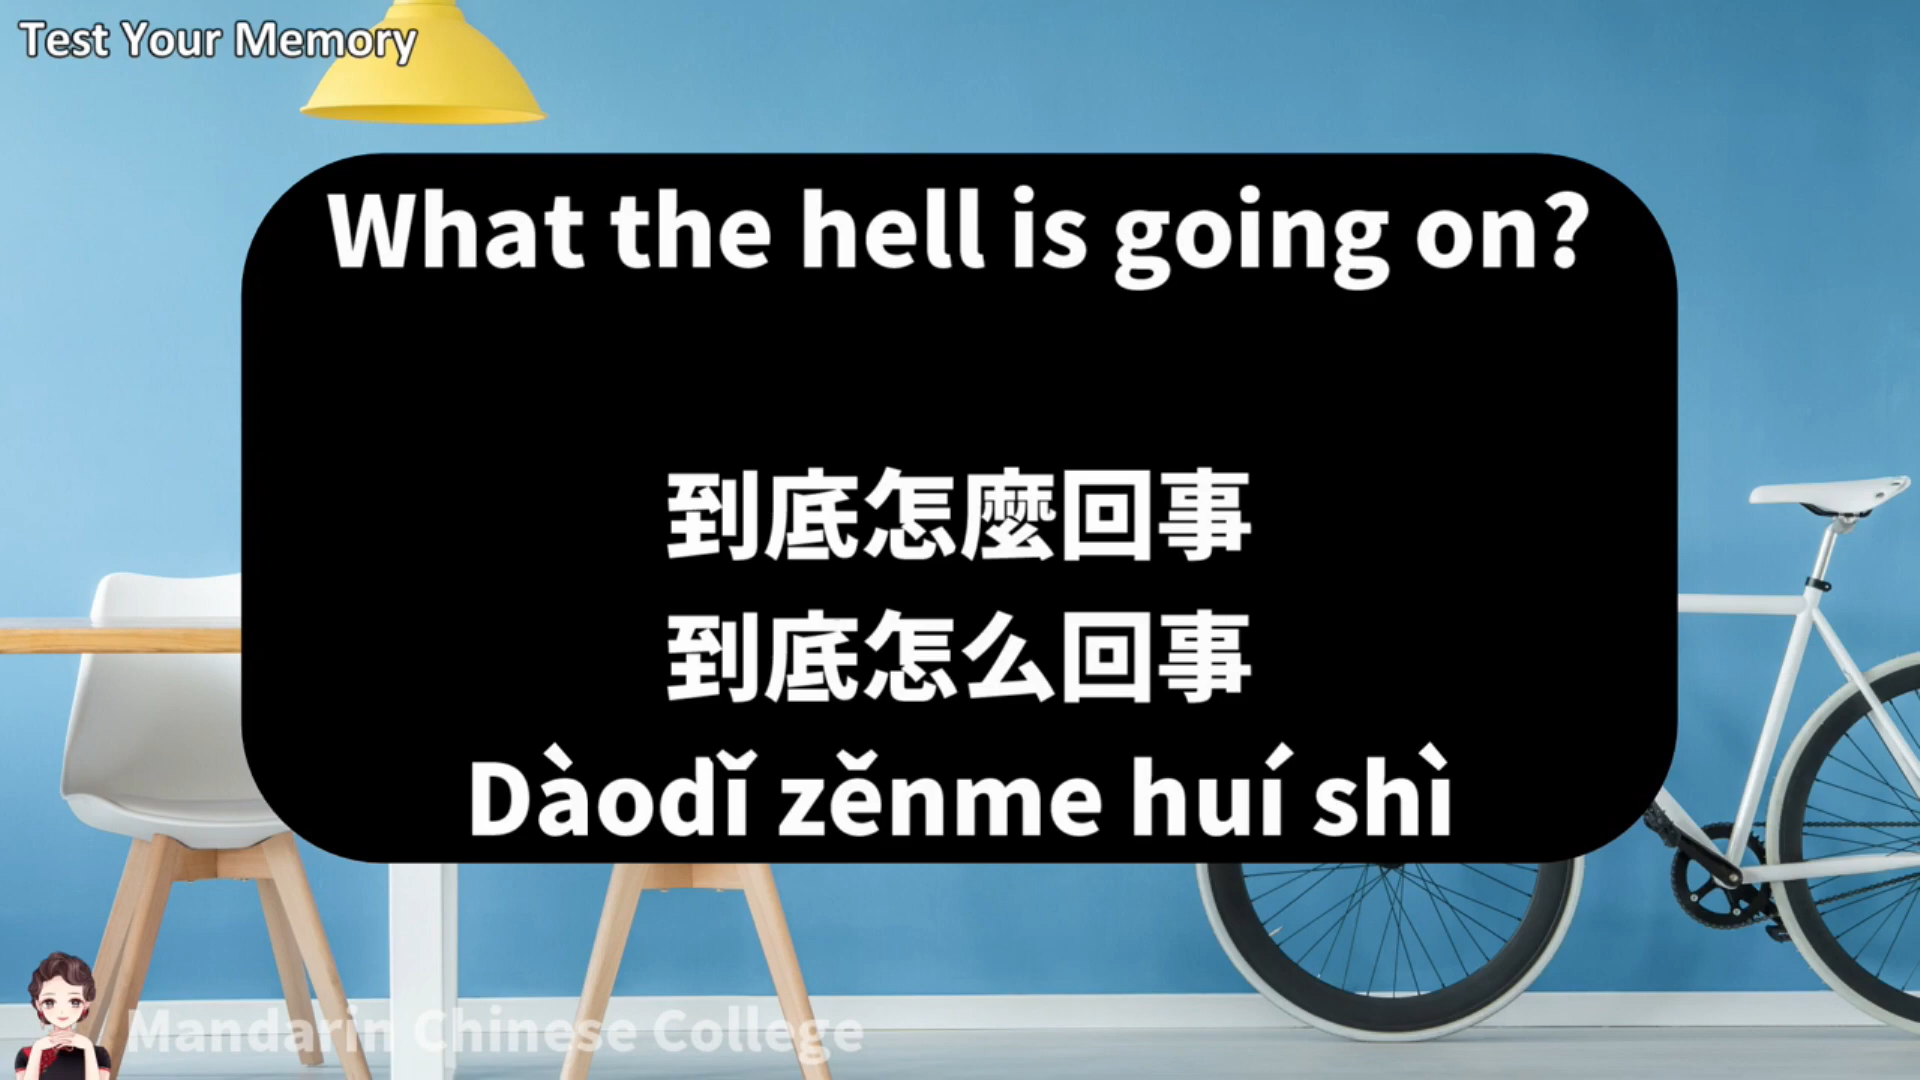 Test Your Memory
What the hell is going on?
到底怎麼回事
到底怎么回事
Dàodǐ zěnme huí shì
Mandarin Chinese College